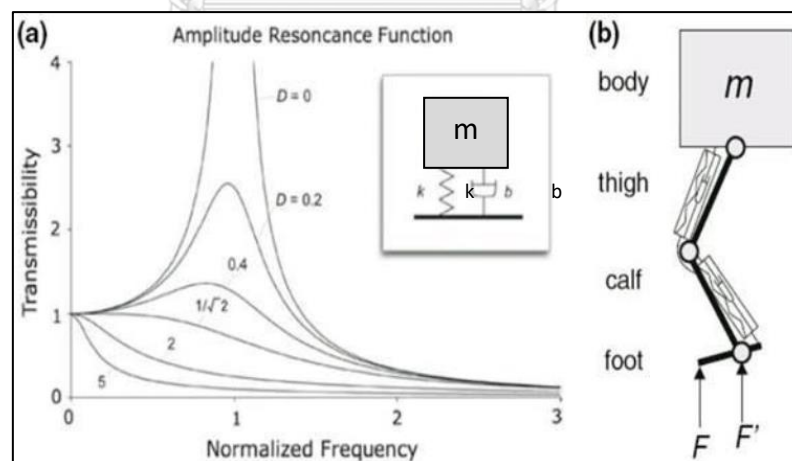 (a)
Amplitude Resoncance Function
4
3
2
1
0
Transmissibility
D = 0
D = 0.2
0.4
1/√2
2
5
m
k
k
b
b
0
1
2
3
Normalized Frequency
(b)
body
m
thigh
calf
foot
F
F'